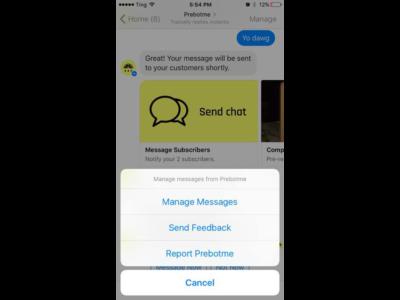 Ting 5:54 PM 12%
Home (8) Prebotme Manage
Typically replies instantly
Yo dawg
Great! Your message will be sent
to your customers shortly.
Send chat
Message Subscribers Comp
Notify your 2 subscribers. Pre-re
Manage messages from Prebotme
Manage Messages
Send Feedback
Report Prebotme
Message Now Not Now
Cancel